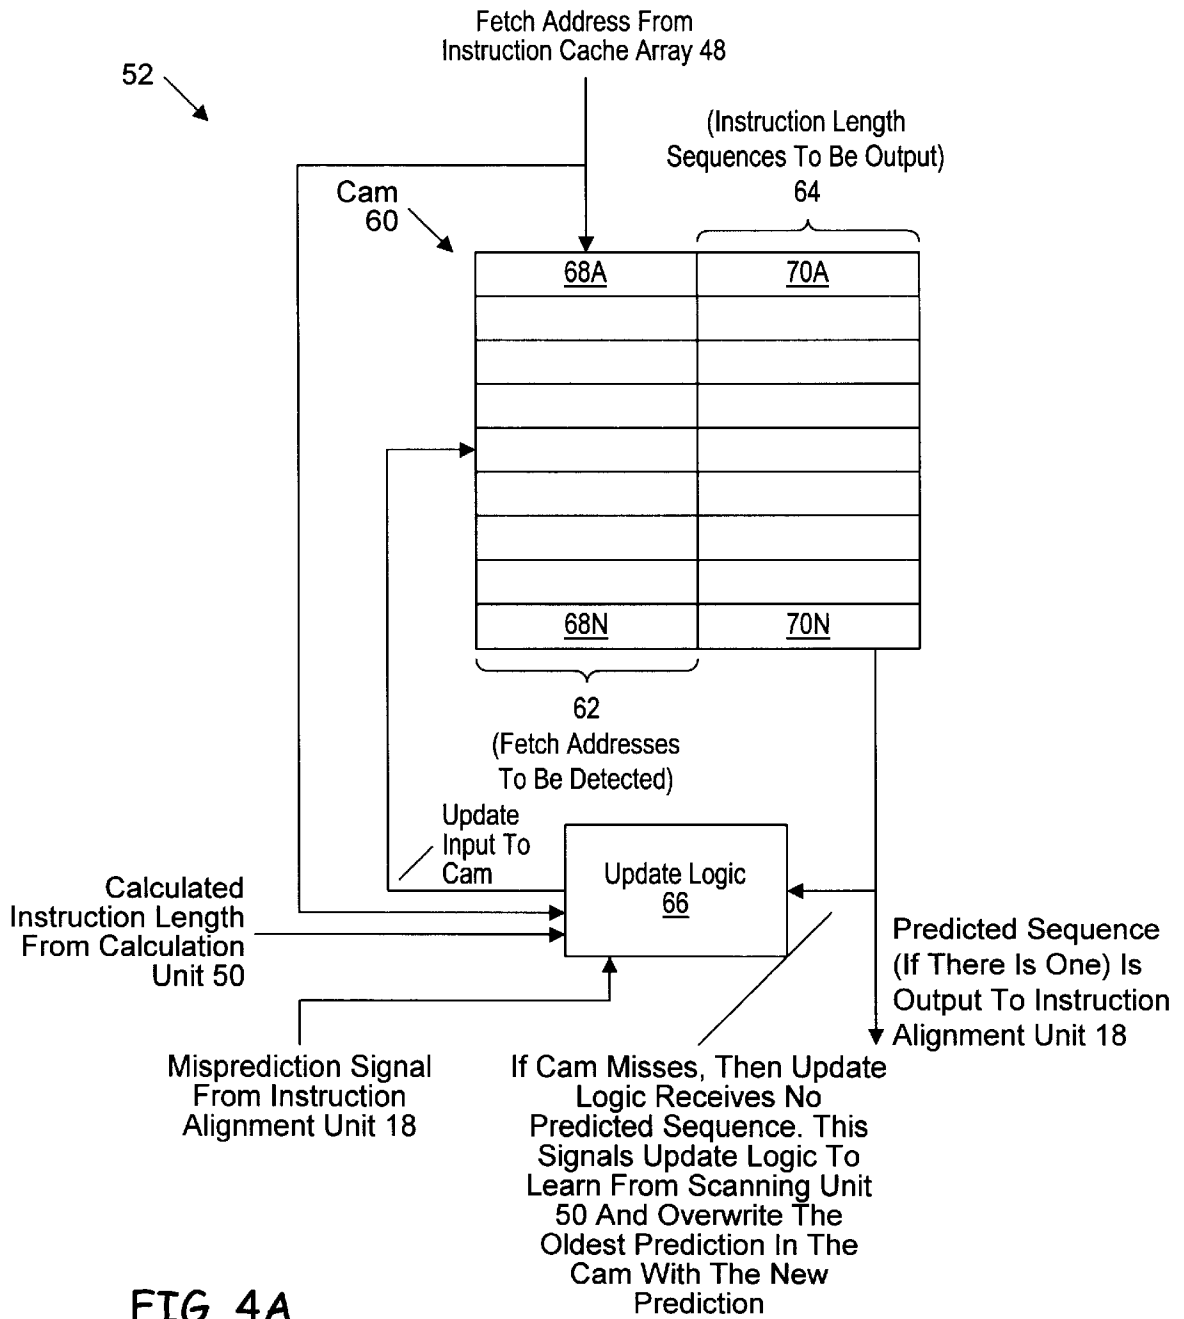 Fetch Address From
Instruction Cache Array 48
52
(Instruction Length
Sequences To Be Output)
64
Cam
60
68A
70A
68N
70N
62
(Fetch Addresses
To Be Detected)
Update
Input To
Cam
Update Logic
66
Calculated
Instruction Length
From Calculation
Unit 50
Predicted Sequence
(If There Is One) Is
Output To Instruction
Alignment Unit 18
Misprediction Signal
From Instruction
Alignment Unit 18
If Cam Misses, Then Update
Logic Receives No
Predicted Sequence. This
Signals Update Logic To
Learn From Scanning Unit
50 And Overwrite The
Oldest Prediction In The
Cam With The New
Prediction
FIG 4A